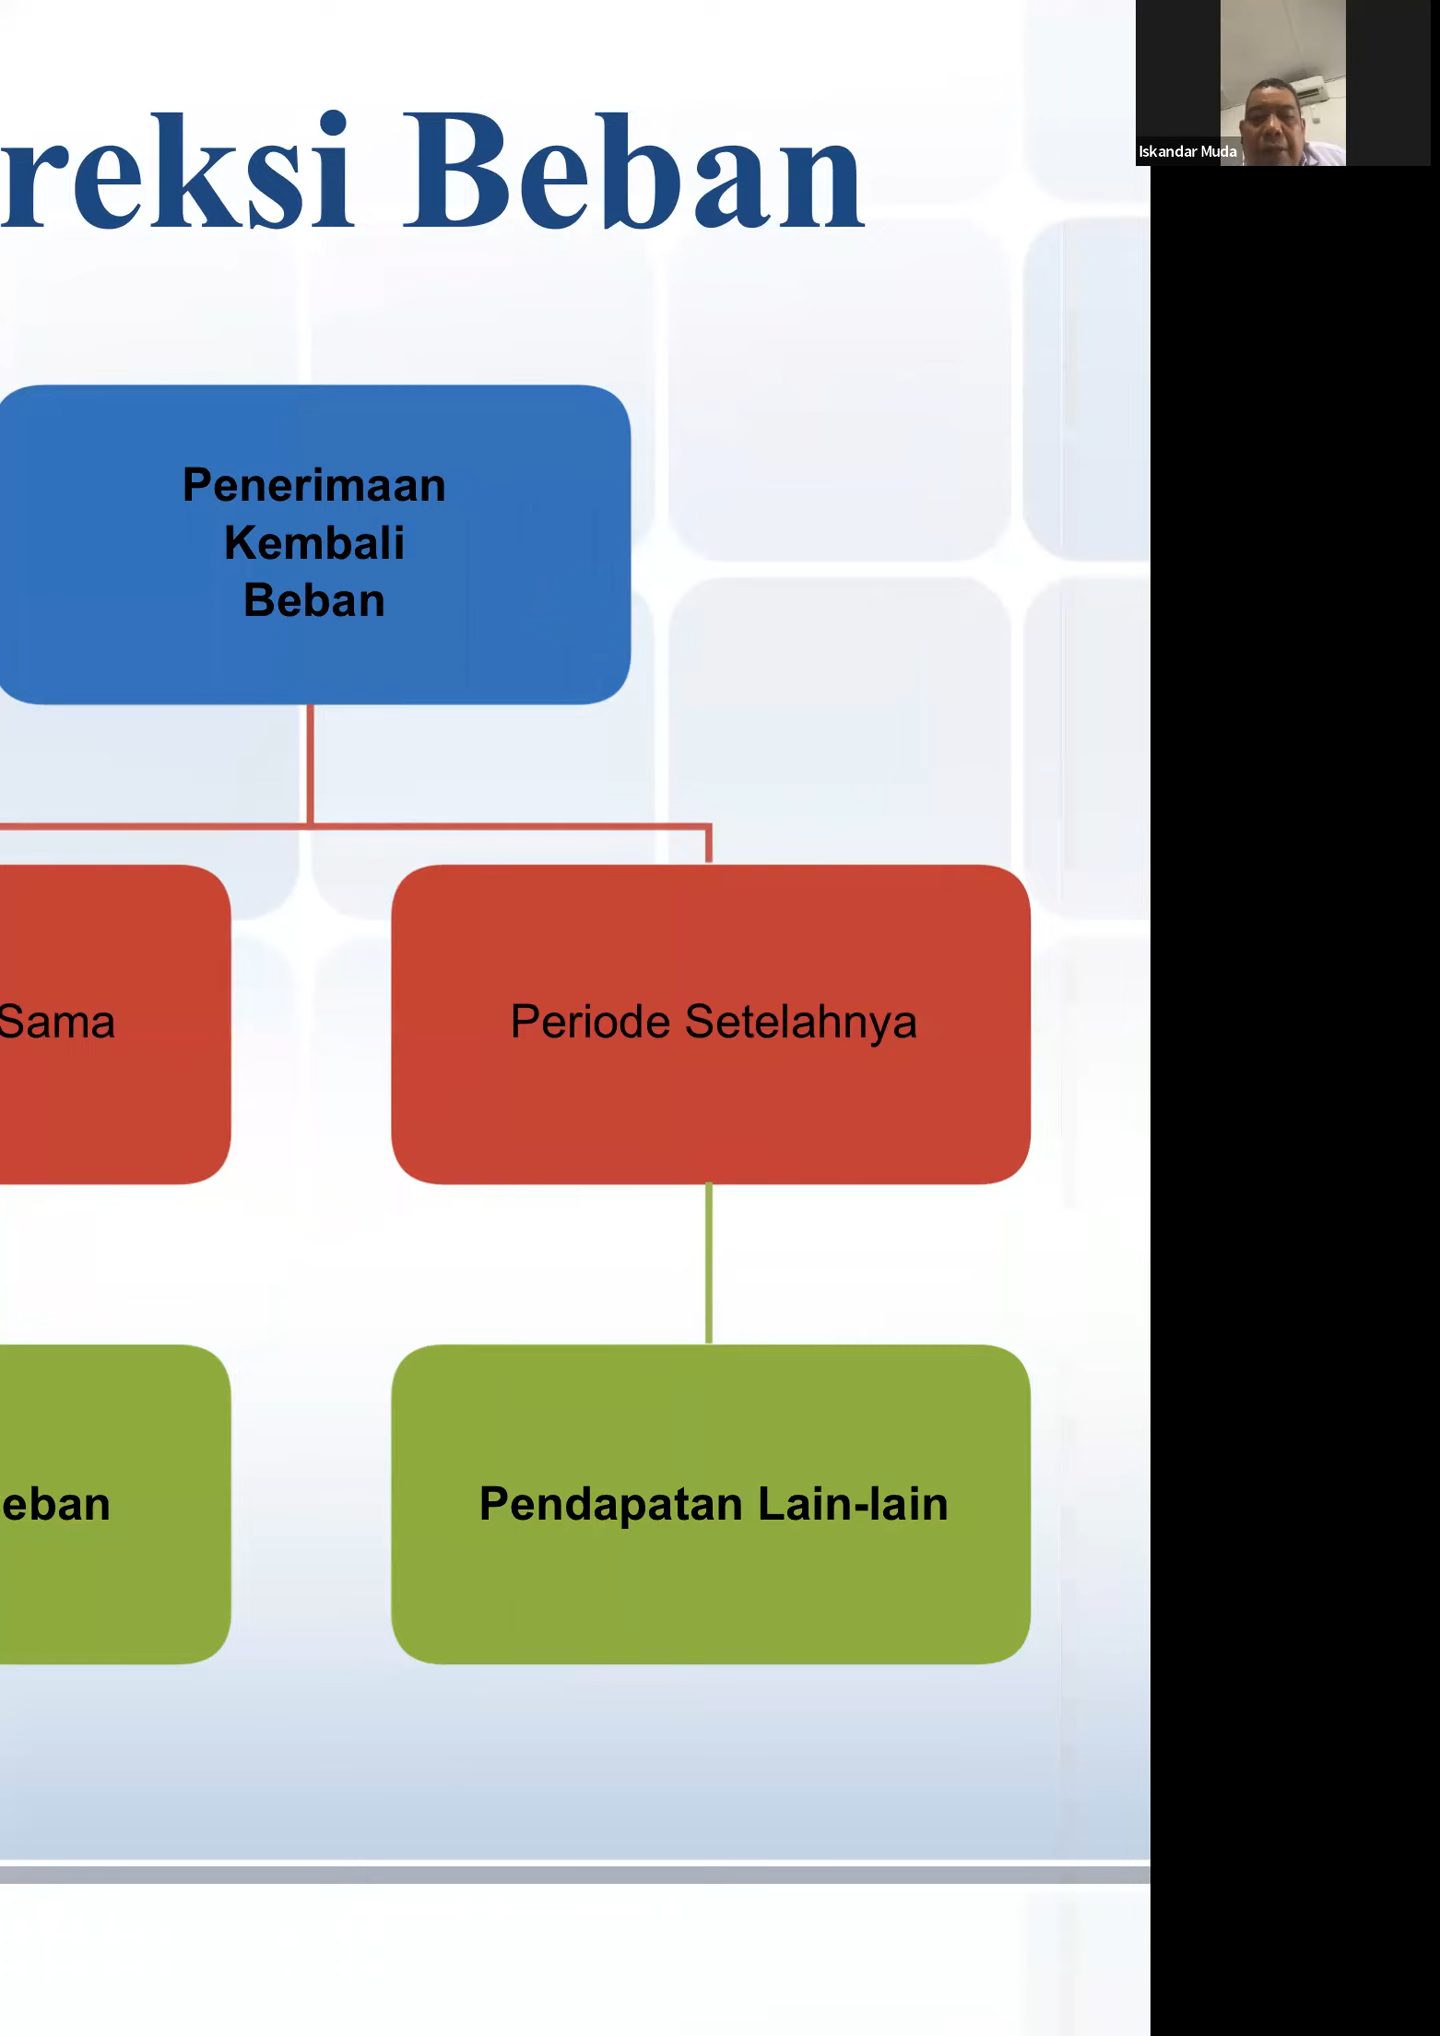 reksi Beban
Iskandar Muda
Penerimaan
Kembali
Beban
Sama
Periode Setelahnya
eban
Pendapatan Lain-lain